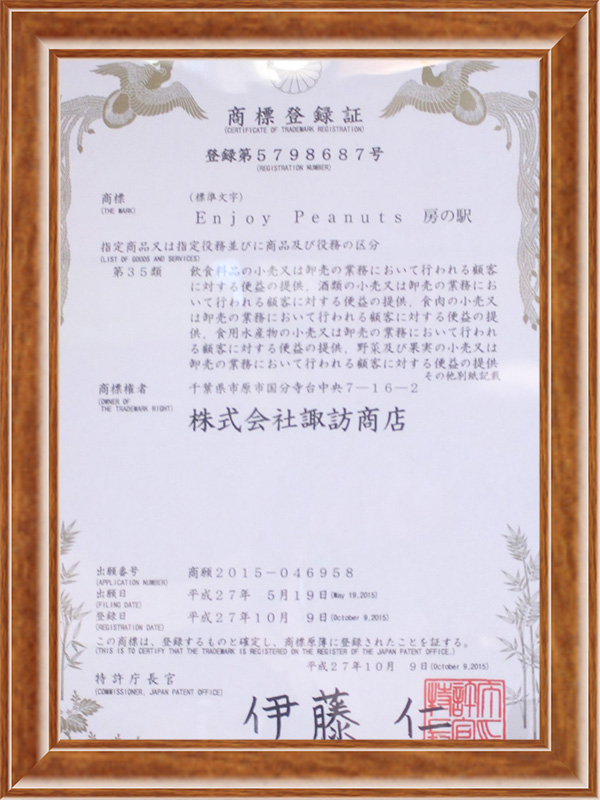 商標登録証
(CERTIFICATE OF TRADEMARK REGISTRATION)
登録第5798687号
(REGISTRATION NUMBER)
商標 (標準文字)
(THE MARK)
Enjoy Peanuts 房の駅
指定商品又は指定役務並びに商品及び役務の区分
(LIST OF GOODS AND SERVICES)
第35類 飲食料品の小売又は卸売の業務において行われる顧客
に対する便益の提供,酒類の小売又は卸売の業務にお
いて行われる顧客に対する便益の提供,食肉の小売又
は卸売の業務において行われる顧客に対する便益の提
供,食用水産物の小売又は卸売の業務において行われ
る顧客に対する便益の提供,野菜及び果実の小売又は
卸売の業務において行われる顧客に対する便益の提供
その他別紙記載
商標権者 千葉県市原市国分寺台中央7-16-2
(OWNER OF
THE TRADEMARK RIGHT)
株式会社諏訪商店
出願番号 商願2015-046958
(APPLICATION NUMBER)
出願日 平成27年 5月19日(May 19,2015)
(FILING DATE)
登録日 平成27年10月 9日(October 9,2015)
(REGISTRATION DATE)
この商標は、登録するものと確定し、商標原簿に登録されたことを証する。
(THIS IS TO CERTIFY THAT THE TRADEMARK IS REGISTERED ON THE REGISTER OF THE JAPAN PATENT OFFICE.)
平成27年10月 9日(October 9,2015)
特許庁長官
(COMMISSIONER, JAPAN PATENT OFFICE)
伊藤 仁